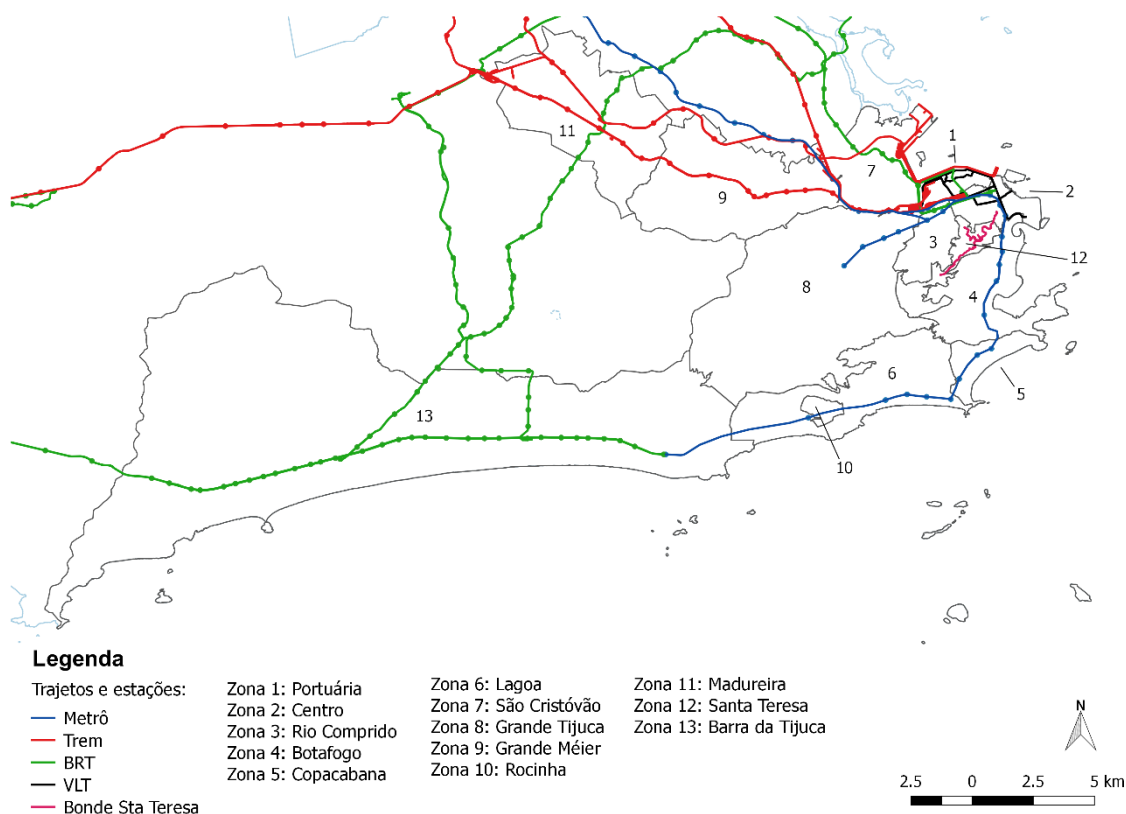 1
11
7
2
9
3
12
8
4
6
5
13
10
Legenda
Trajetos e estações:
Metrô
Trem
BRT
VLT
Bonde Sta Teresa
Zona 1: Portuária
Zona 2: Centro
Zona 3: Rio Comprido
Zona 4: Botafogo
Zona 5: Copacabana
Zona 6: Lagoa
Zona 7: São Cristóvão
Zona 8: Grande Tijuca
Zona 9: Grande Méier
Zona 10: Rocinha
Zona 11: Madureira
Zona 12: Santa Teresa
Zona 13: Barra da Tijuca
N
2.5 0 2.5 5 km